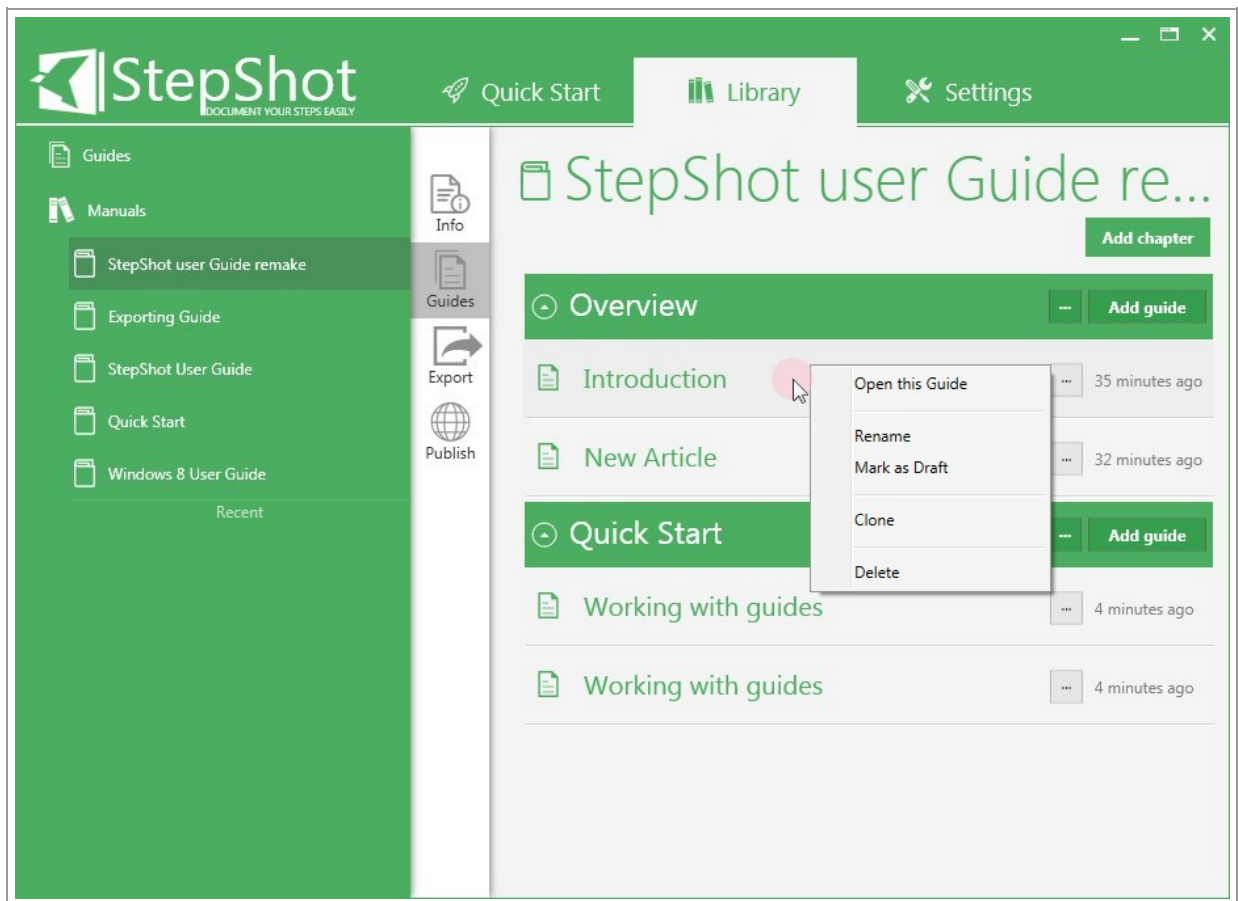 StepShot
DOCUMENT YOUR STEPS EASILY
Quick Start
Library
Settings
Guides
Manuals
StepShot user Guide remake
Exporting Guide
StepShot User Guide
Quick Start
Windows 8 User Guide
Recent
Info
Guides
Export
Publish
StepShot user Guide re...
Add chapter
Overview
... Add guide
Introduction
... 35 minutes ago
New Article
... 32 minutes ago
Open this Guide
Rename
Mark as Draft
Clone
Delete
Quick Start
... Add guide
Working with guides
... 4 minutes ago
Working with guides
... 4 minutes ago